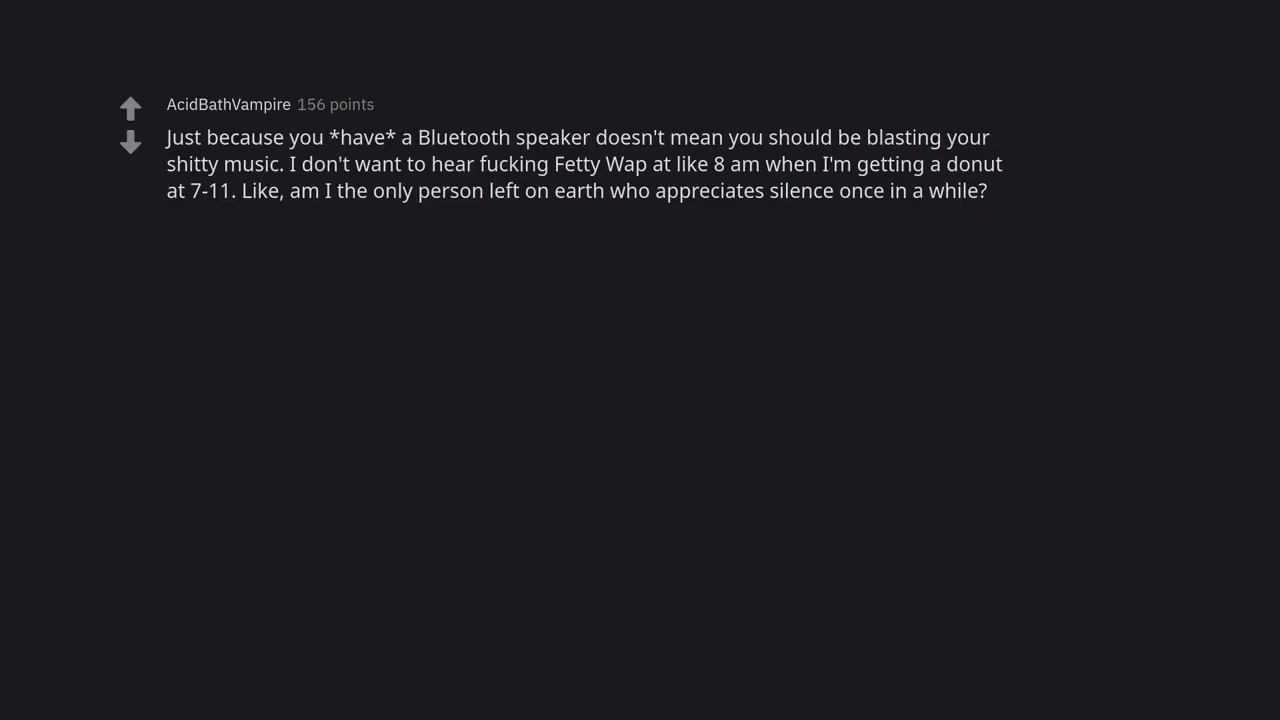 AcidBathVampire 156 points
Just because you *have* a Bluetooth speaker doesn't mean you should be blasting your
shitty music. I don't want to hear fucking Fetty Wap at like 8 am when I'm getting a donut
at 7-11. Like, am I the only person left on earth who appreciates silence once in a while?